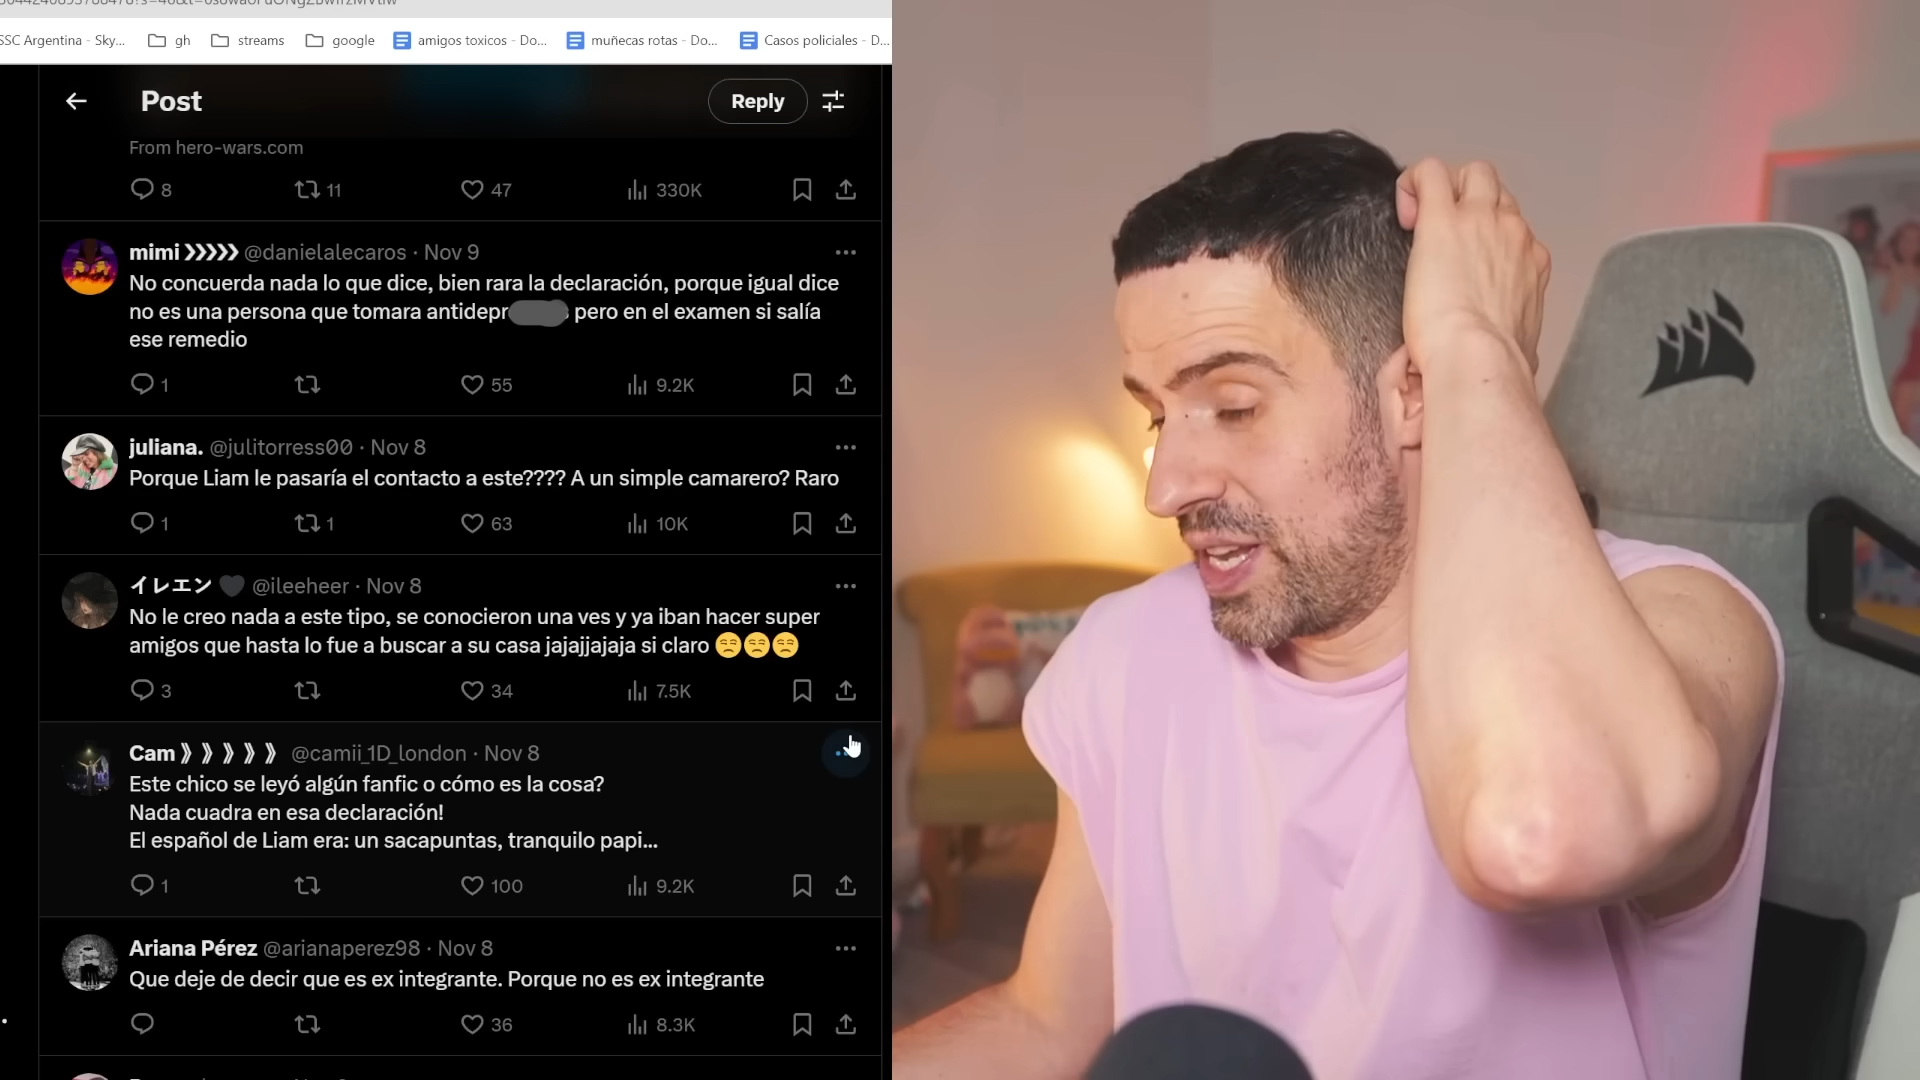 SSC Argentina - Sky...
gh
streams
google
amigos toxicos - Do...
muñecas rotas - Do...
Casos policiales - D...
Post
Reply
From hero-wars.com
8 11 47 330K
mimi @danielalecaros · Nov 9
No concuerda nada lo que dice, bien rara la declaración, porque igual dice
no es una persona que tomara antidepr pero en el examen si salía
ese remedio
1 55 9.2K
juliana. @julitorress00 · Nov 8
Porque Liam le pasaría el contacto a este???? A un simple camarero? Raro
1 1 63 10K
イレエン 🖤 @ileeheer · Nov 8
No le creo nada a este tipo, se conocieron una ves y ya iban hacer super
amigos que hasta lo fue a buscar a su casa jajajjajaja si claro 😒😒😒
3 34 7.5K
Cam》》》》》 @camii_1D_london · Nov 8
Este chico se leyó algún fanfic o cómo es la cosa?
Nada cuadra en esa declaración!
El español de Liam era: un sacapuntas, tranquilo papi...
1 100 9.2K
Ariana Pérez @arianaperez98 · Nov 8
Que deje de decir que es ex integrante. Porque no es ex integrante
36 8.3K